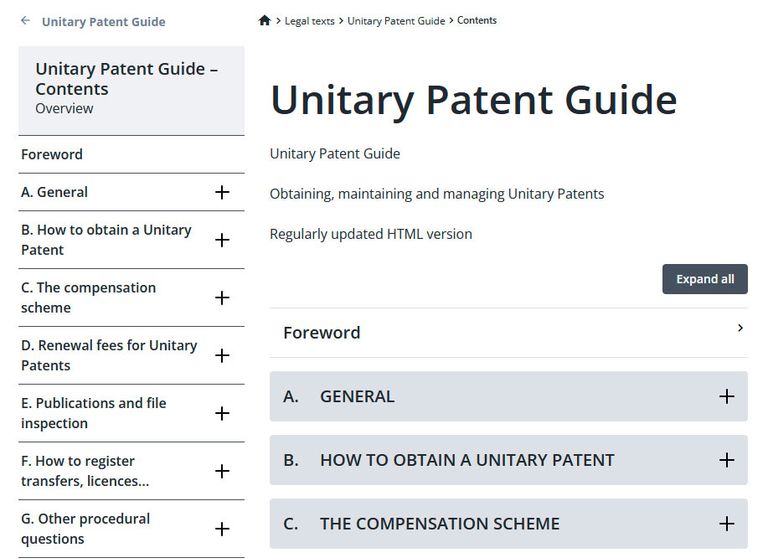 ← Unitary Patent Guide
Legal texts > Unitary Patent Guide > Contents
Unitary Patent Guide –
Contents
Overview
Foreword
A. General
B. How to obtain a Unitary
Patent
C. The compensation
scheme
D. Renewal fees for Unitary
Patents
E. Publications and file
inspection
F. How to register
transfers, licences...
G. Other procedural
questions
Unitary Patent Guide
Unitary Patent Guide
Obtaining, maintaining and managing Unitary Patents
Regularly updated HTML version
Expand all
Foreword
A. GENERAL
B. HOW TO OBTAIN A UNITARY PATENT
C. THE COMPENSATION SCHEME